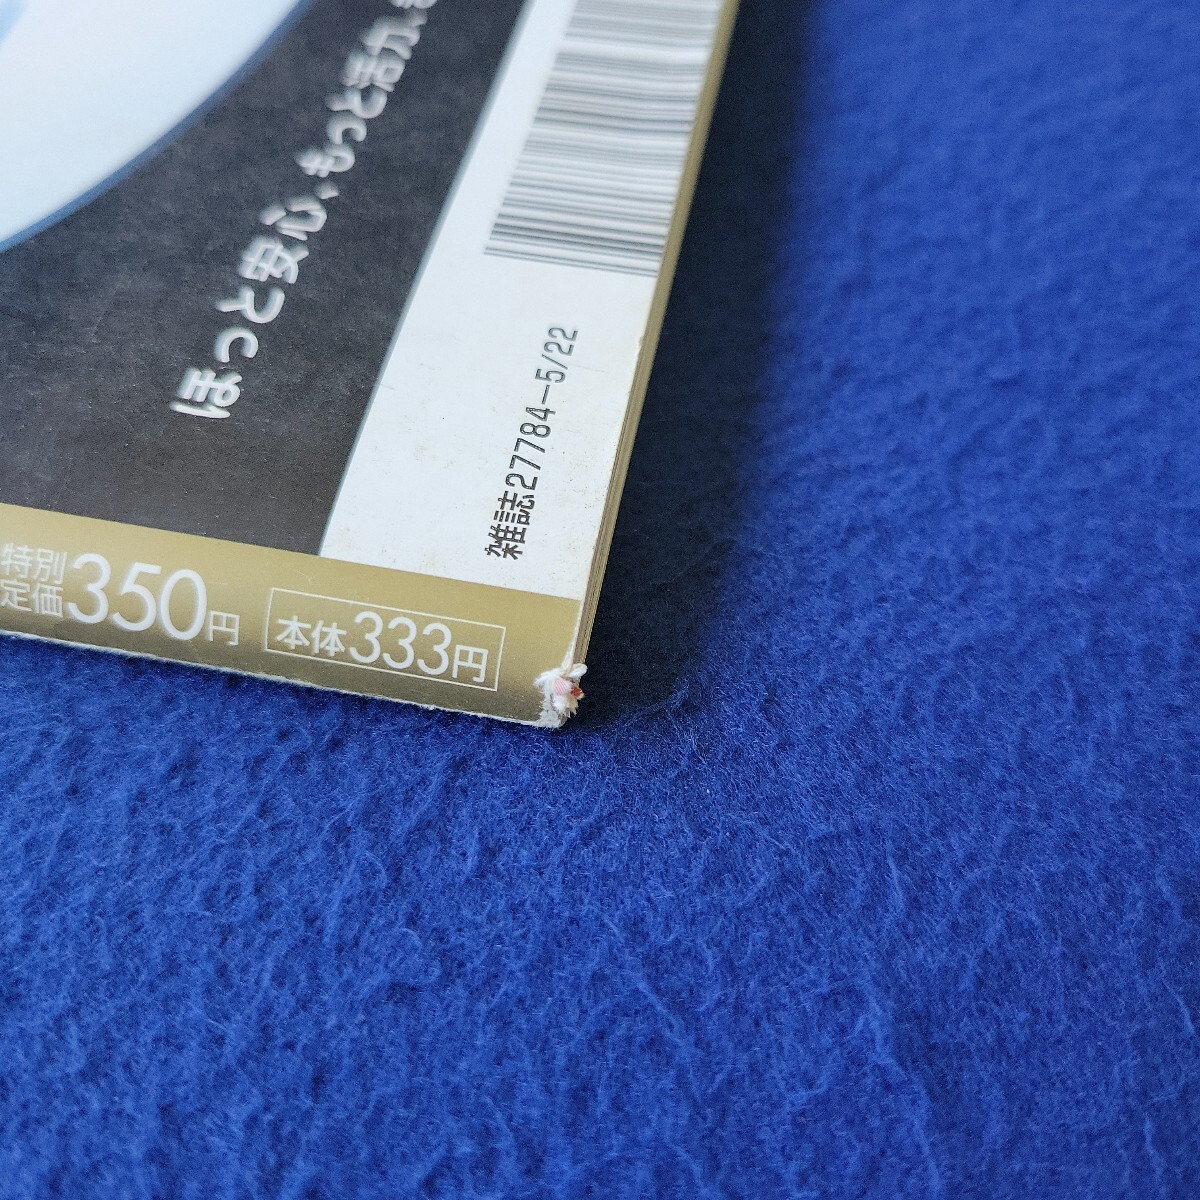 ほっと安心、もっと活力、
雑誌27784-5/22
特別
定価350円
本体333円